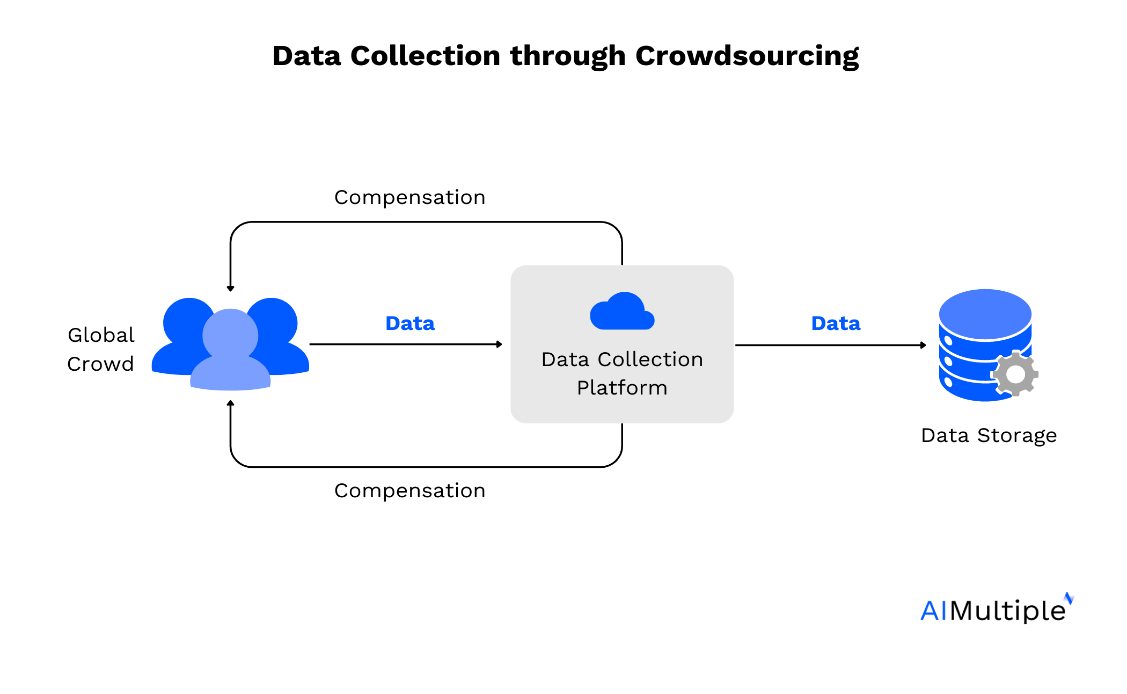 Data Collection through Crowdsourcing
Compensation
Global
Crowd
Data
Data Collection
Platform
Data
Data Storage
Compensation
AIMultiple